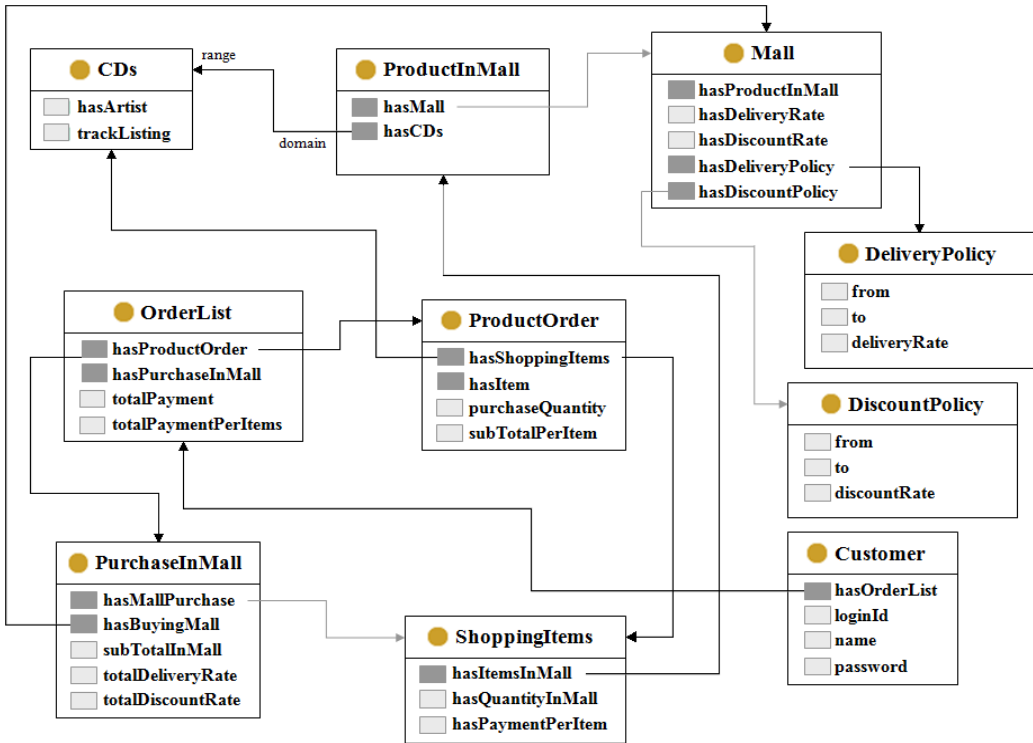 CDs
hasArtist
trackListing
range
domain
ProductInMall
hasMall
hasCDs
Mall
hasProductInMall
hasDeliveryRate
hasDiscountRate
hasDeliveryPolicy
hasDiscountPolicy
DeliveryPolicy
from
to
deliveryRate
OrderList
hasProductOrder
hasPurchaseInMall
totalPayment
totalPaymentPerItems
ProductOrder
hasShoppingItems
hasItem
purchaseQuantity
subTotalPerItem
DiscountPolicy
from
to
discountRate
PurchaseInMall
hasMallPurchase
hasBuyingMall
subTotalInMall
totalDeliveryRate
totalDiscountRate
ShoppingItems
hasItemsInMall
hasQuantityInMall
hasPaymentPerItem
Customer
hasOrderList
loginId
name
password